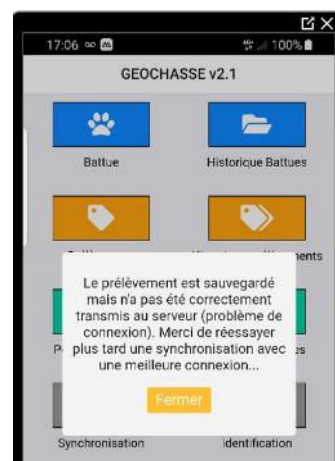 17:06
100%
GEOCHASSE v2.1
Battue
Historique Battues
Le prélèvement est sauvegardé
mais n'a pas été correctement
transmis au serveur (problème de
connexion). Merci de réessayer
plus tard une synchronisation avec
une meilleure connexion...
Fermer
Synchronisation
Identification